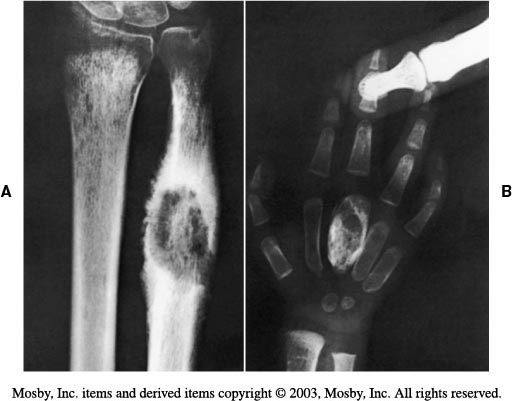 A
B
Mosby, Inc. items and derived items copyright © 2003, Mosby, Inc. All rights reserved.